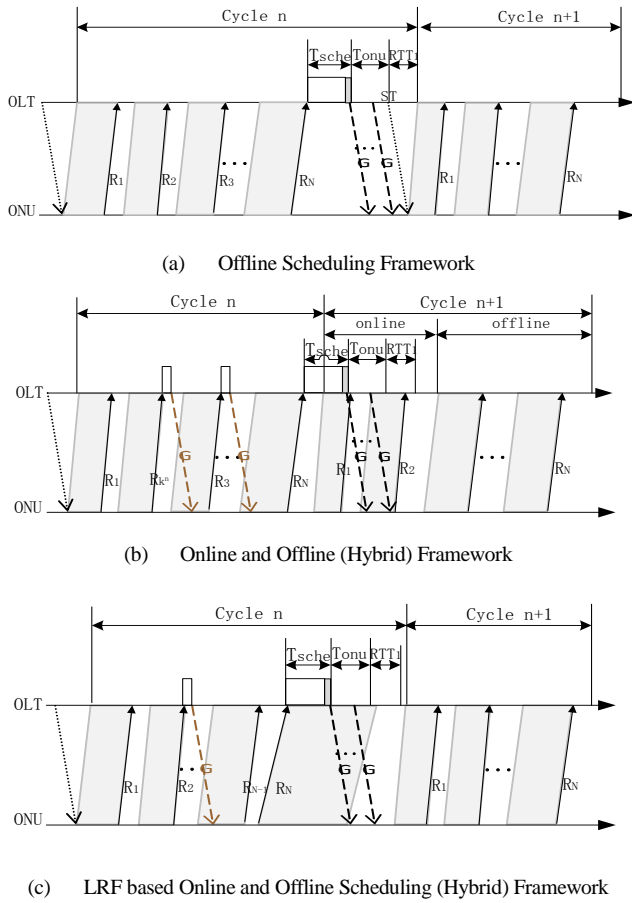 Cycle n
Cycle n+1
Tsche Tonu RTT1
OLT
ST
G G
R1 R2 R3 ... RN R1 ... RN
ONU
(a) Offline Scheduling Framework
Cycle n
Cycle n+1
online
offline
Tsche Tonu RTT1
OLT
R1 Rkⁿ G R3 ... G RN R1 G ... G R2 ... RN
ONU
(b) Online and Offline (Hybrid) Framework
Cycle n
Cycle n+1
Tsche Tonu RTT1
OLT
R1 R2 ... G RN-1 RN G ... G R1 ... RN
ONU
(c) LRF based Online and Offline Scheduling (Hybrid) Framework